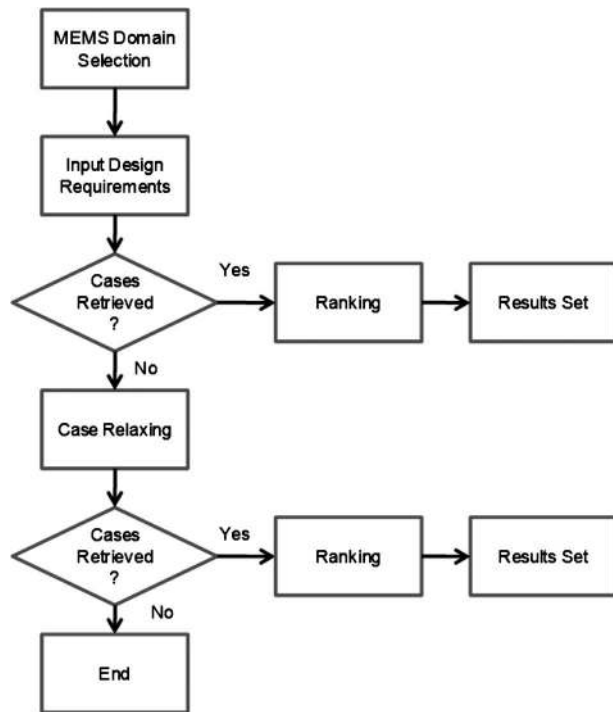 MEMS Domain
Selection
Input Design
Requirements
Cases
Retrieved
?
Yes
Ranking
Results Set
No
Case Relaxing
Cases
Retrieved
?
Yes
Ranking
Results Set
No
End